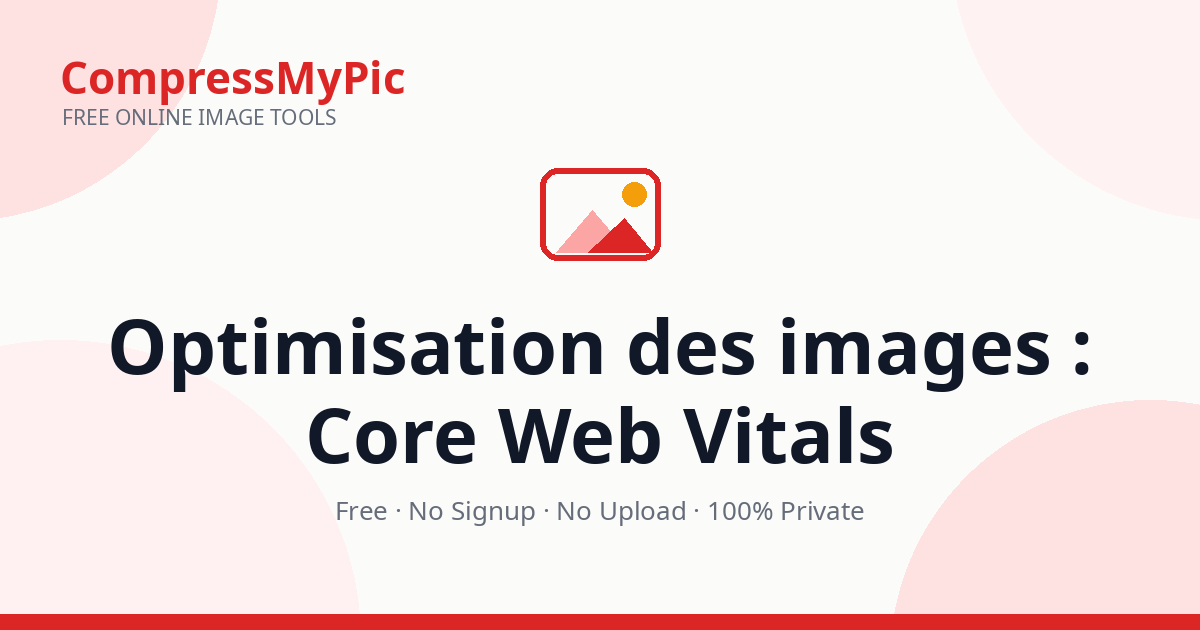 CompressMyPic
FREE ONLINE IMAGE TOOLS
Optimisation des images :
Core Web Vitals
Free · No Signup · No Upload · 100% Private